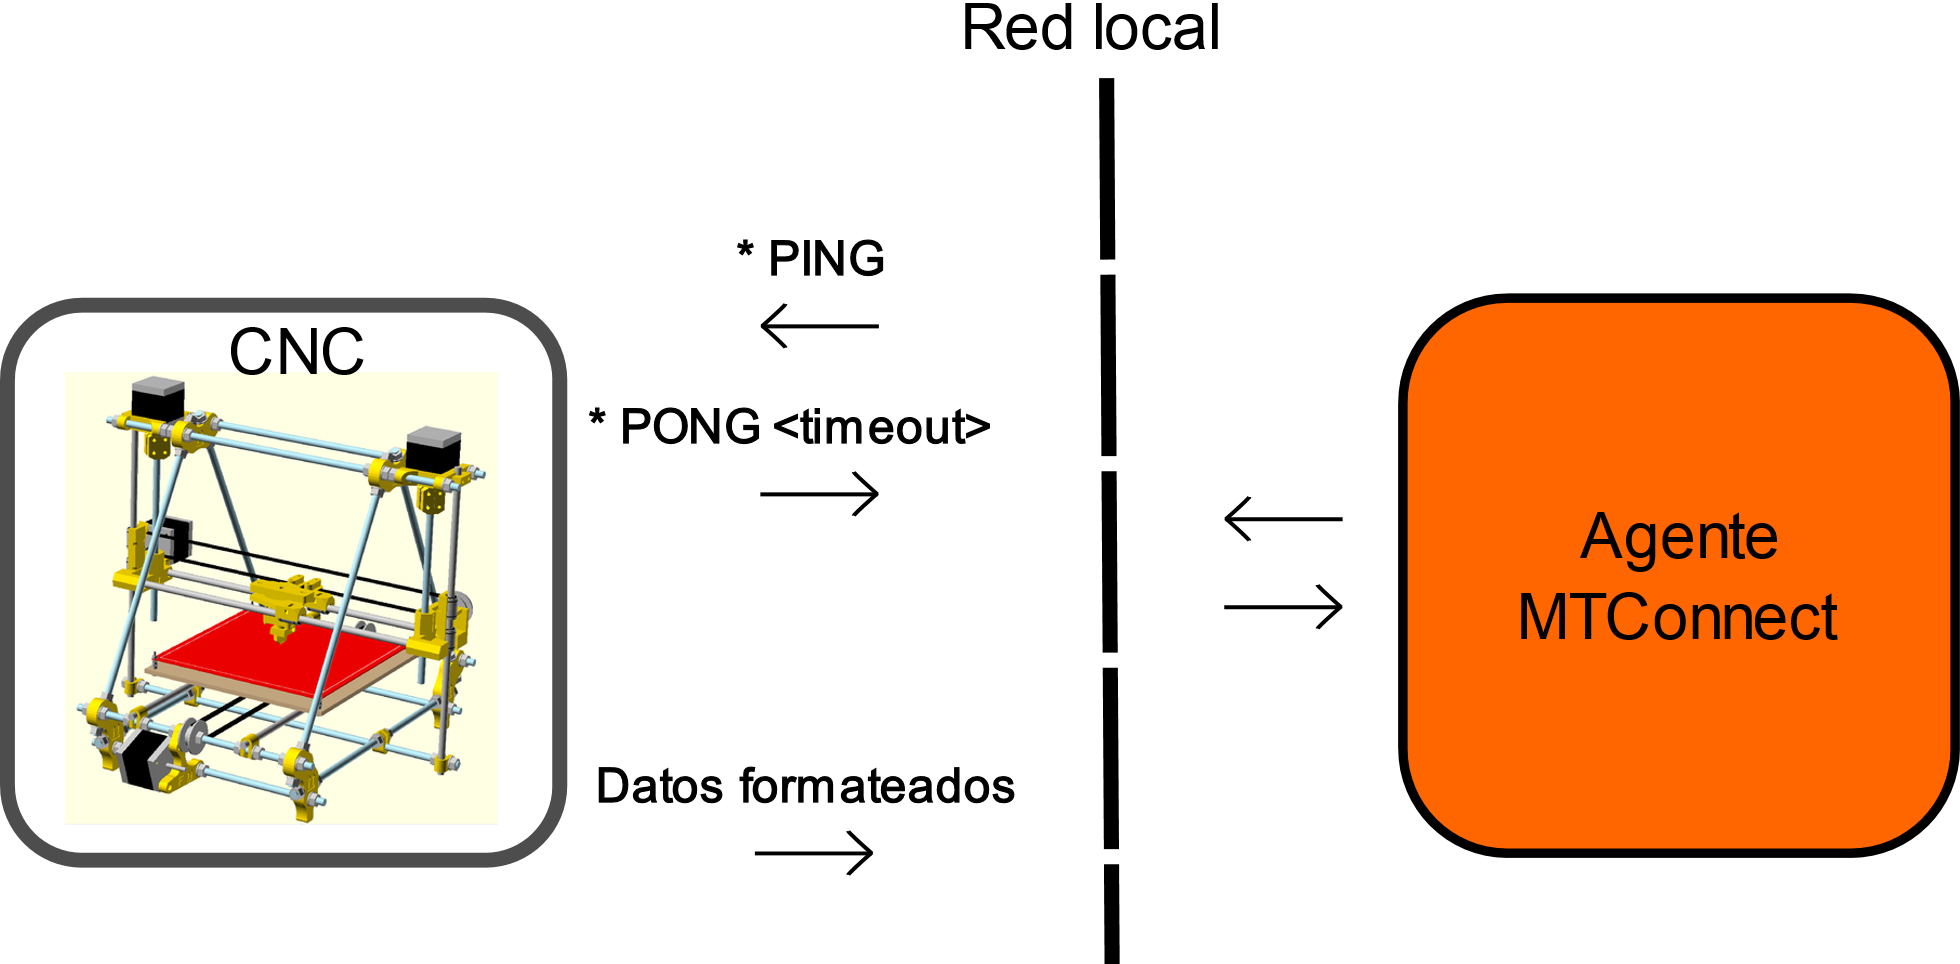 Red local
* PING
CNC
* PONG <timeout>
Agente
MTConnect
Datos formateados